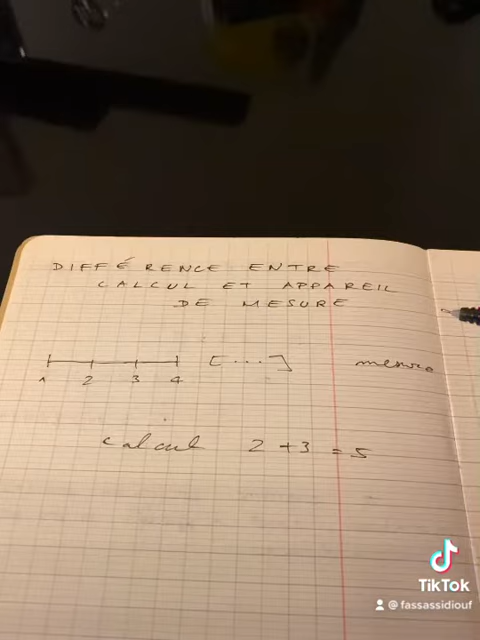 DIFFÉRENCE ENTRE
CALCUL ET APPAREIL
DE MESURE
1 2 3 4 [...] mesure
calcul 2 + 3 = 5
TikTok
@fassassidiouf